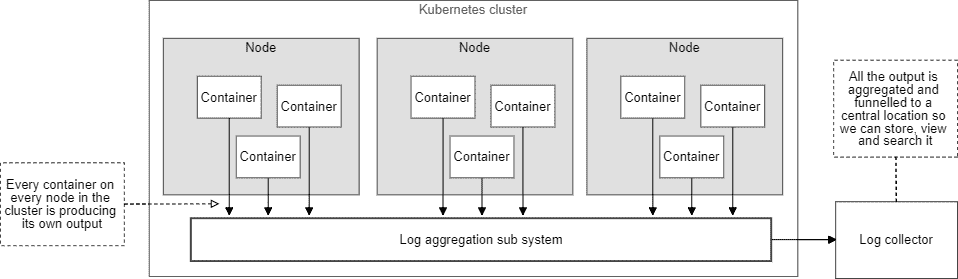 Kubernetes cluster
Node
Node
Node
Container
Container
Container
Container
Container
Container
Container
Container
Container
All the output is
aggregated and
funnelled to a
central location so
we can store, view
and search it
Every container on
every node in the
cluster is producing
its own output
Log aggregation sub system
Log collector